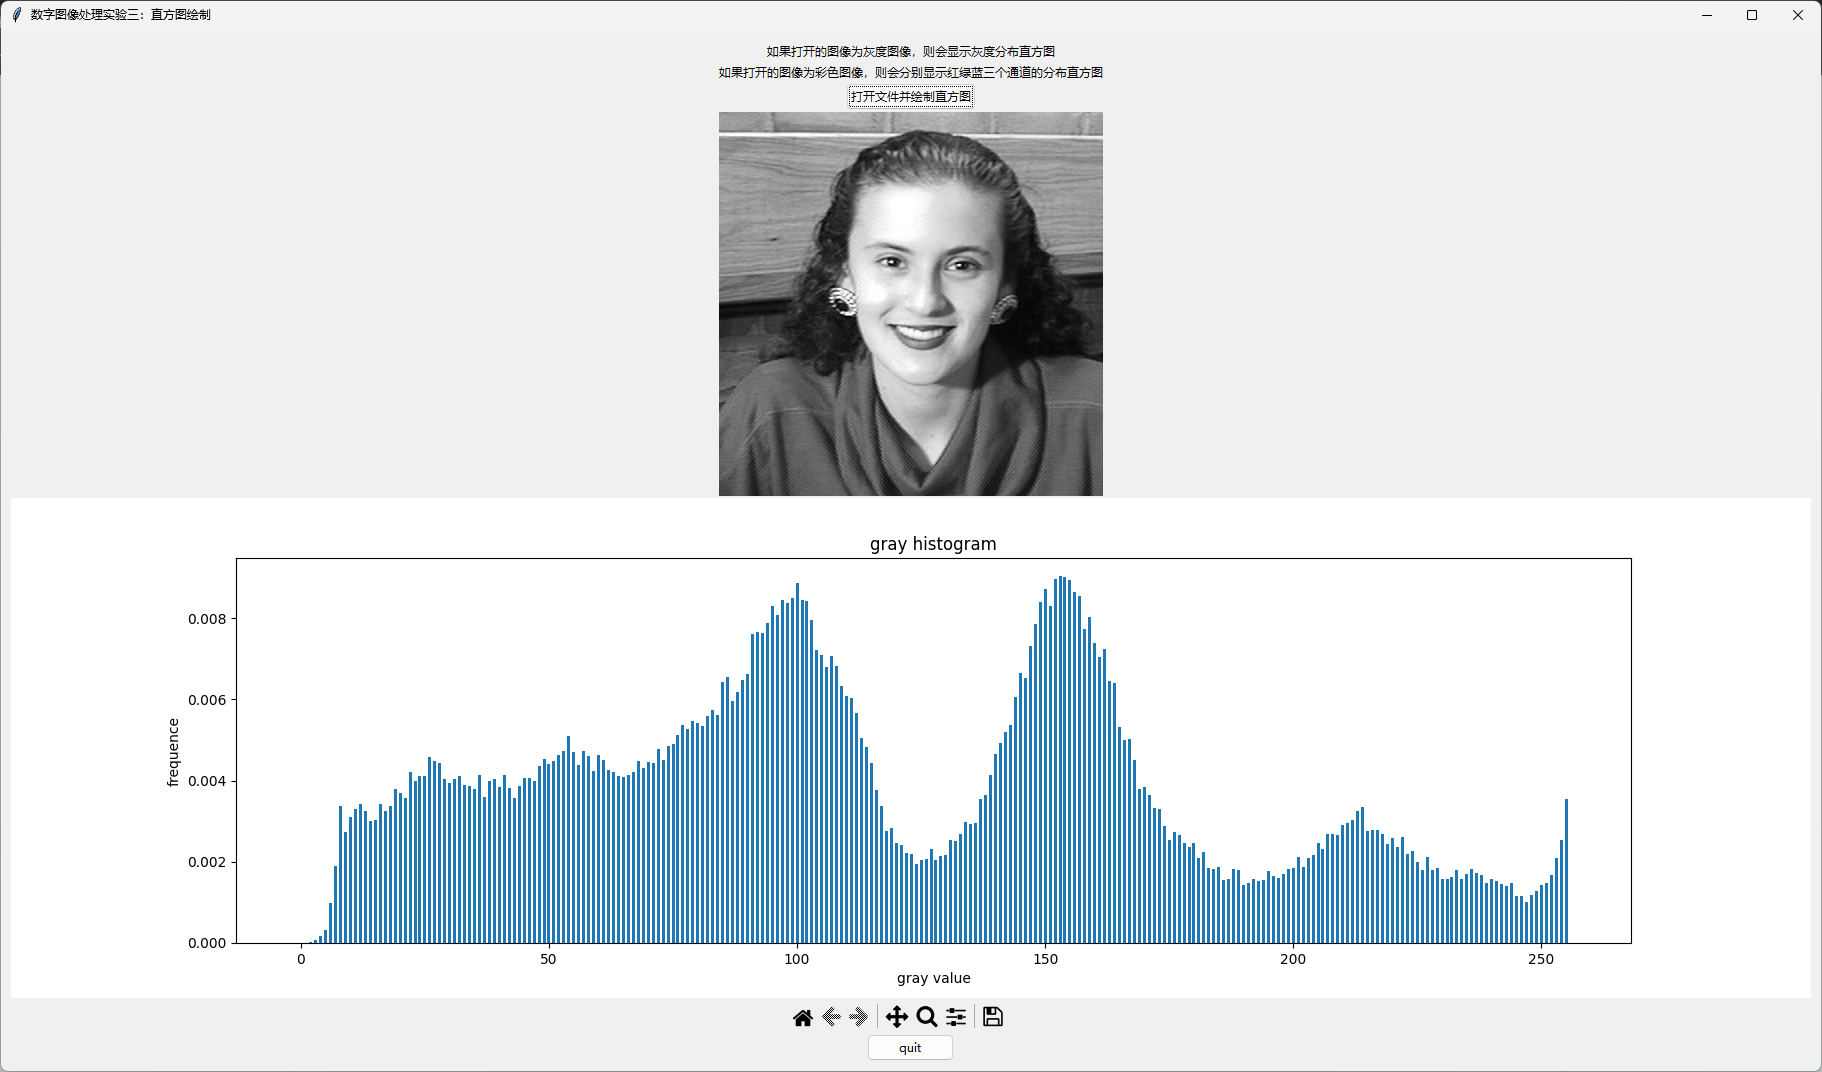 数字图像处理实验三：直方图绘制
如果打开的图像为灰度图像，则会显示灰度分布直方图
如果打开的图像为彩色图像，则会分别显示红绿蓝三个通道的分布直方图
打开文件并绘制直方图
gray histogram
frequence
0.008
0.006
0.004
0.002
0.000
0 50 100 150 200 250
gray value
quit